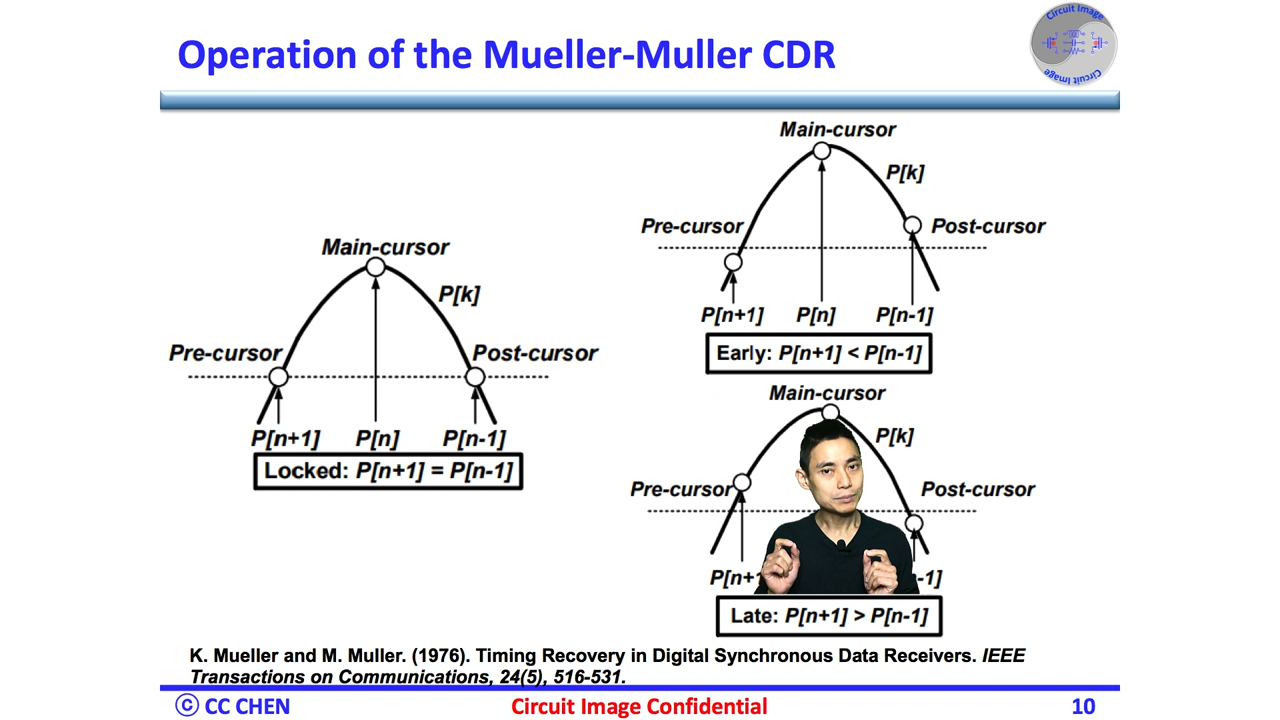 Operation of the Mueller-Muller CDR
Circuit Image
Circuit Image
Main-cursor
P[k]
Pre-cursor
Post-cursor
P[n+1] P[n] P[n-1]
Locked: P[n+1] = P[n-1]
Main-cursor
P[k]
Pre-cursor
Post-cursor
P[n+1] P[n] P[n-1]
Early: P[n+1] < P[n-1]
Main-cursor
P[k]
Pre-cursor
Post-cursor
P[n+ -1]
Late: P[n+1] > P[n-1]
K. Mueller and M. Muller. (1976). Timing Recovery in Digital Synchronous Data Receivers. IEEE
Transactions on Communications, 24(5), 516-531.
© CC CHEN
Circuit Image Confidential
10